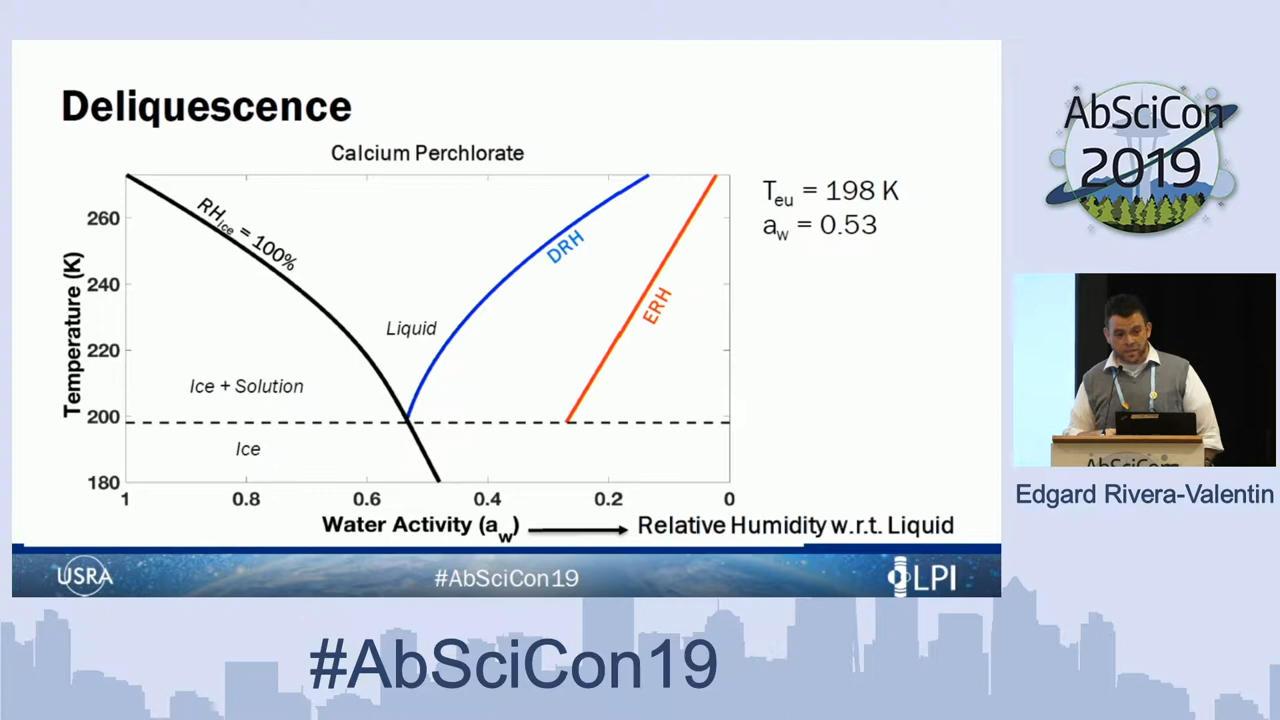 Deliquescence
Calcium Perchlorate
T_eu = 198 K
a_w = 0.53
RH_ice = 100%
DRH
ERH
Liquid
Ice + Solution
Ice
Temperature (K)
260
240
220
200
180
1 0.8 0.6 0.4 0.2 0
Water Activity (a_w) → Relative Humidity w.r.t. Liquid
USRA
#AbSciCon19
LPI
AbSciCon
2019
AbSciCon
Edgard Rivera-Valentin
#AbSciCon19